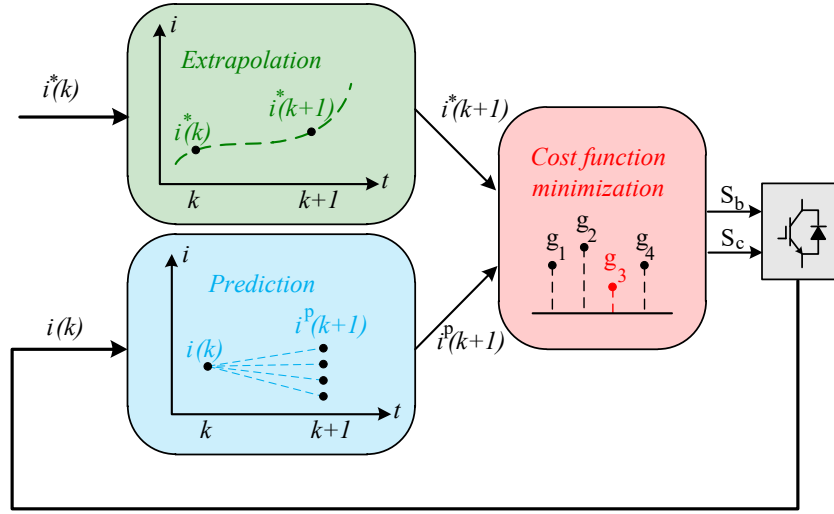 i
Extrapolation
i*(k)
i*(k+1)
i*(k)
t
k
k+1
i*(k+1)
Cost function
minimization
g1
g2
g3
g4
Sb
Sc
i
Prediction
i(k)
iᵖ(k+1)
i(k)
t
k
k+1
iᵖ(k+1)